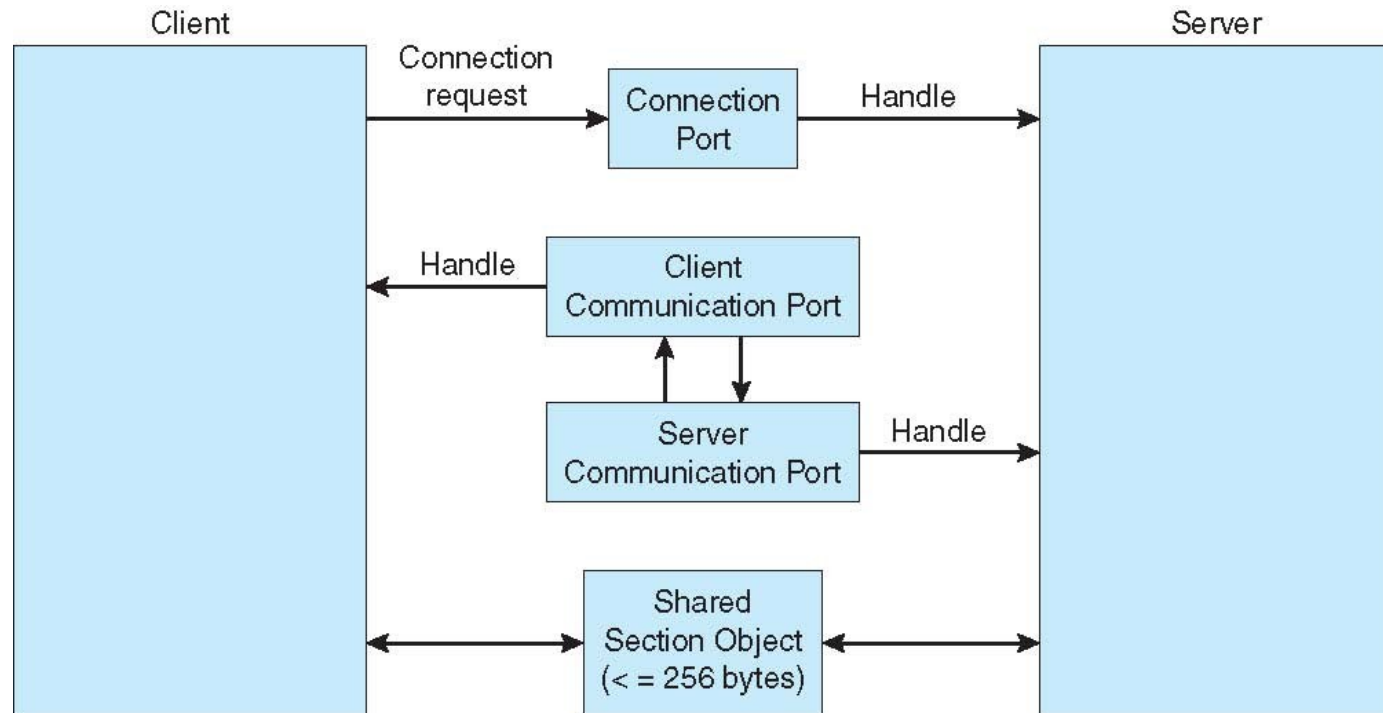 Client
Server
Connection
request
Connection
Port
Handle
Handle
Client
Communication Port
Server
Communication Port
Handle
Shared
Section Object
(< = 256 bytes)